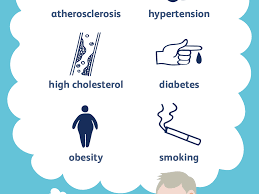 atherosclerosis hypertension
high cholesterol diabetes
obesity smoking